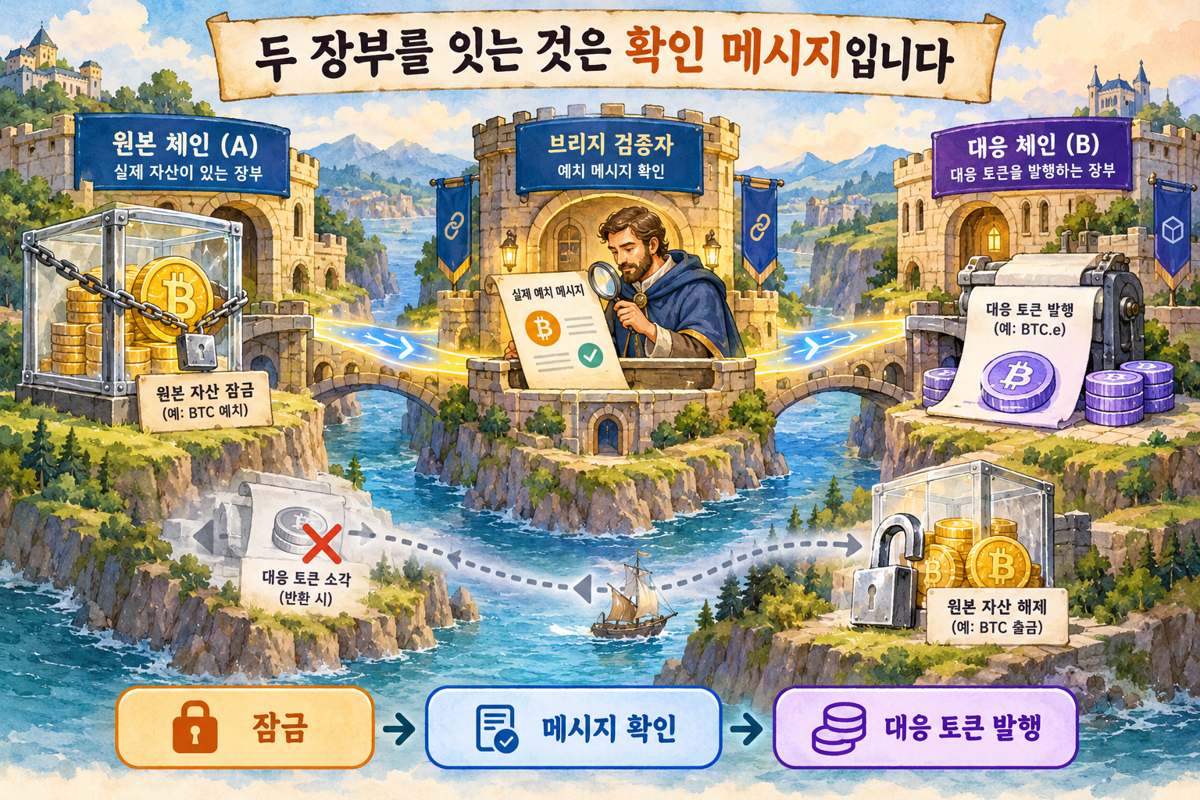 두 장부를 잇는 것은 확인 메시지입니다
원본 체인 (A)
실제 자산이 있는 장부
브리지 검종자
예치 메시지 확인
대응 체인 (B)
대응 토큰을 발행하는 장부
실제 예치 메시지
대응 토큰 발행
(예: BTC.e)
원본 자산 잠금
(예: BTC 예치)
대응 토큰 소각
(반환 시)
원본 자산 해제
(예: BTC 출금)
잠금
메시지 확인
대응 토큰 발행